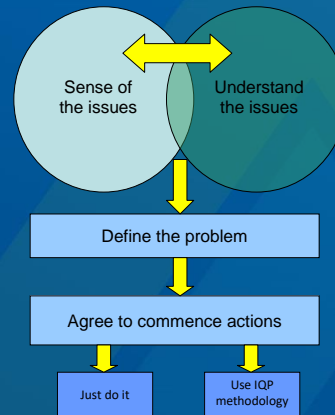 Sense of
the issues
Understand
the issues
Define the problem
Agree to commence actions
Just do it
Use IQP
methodology